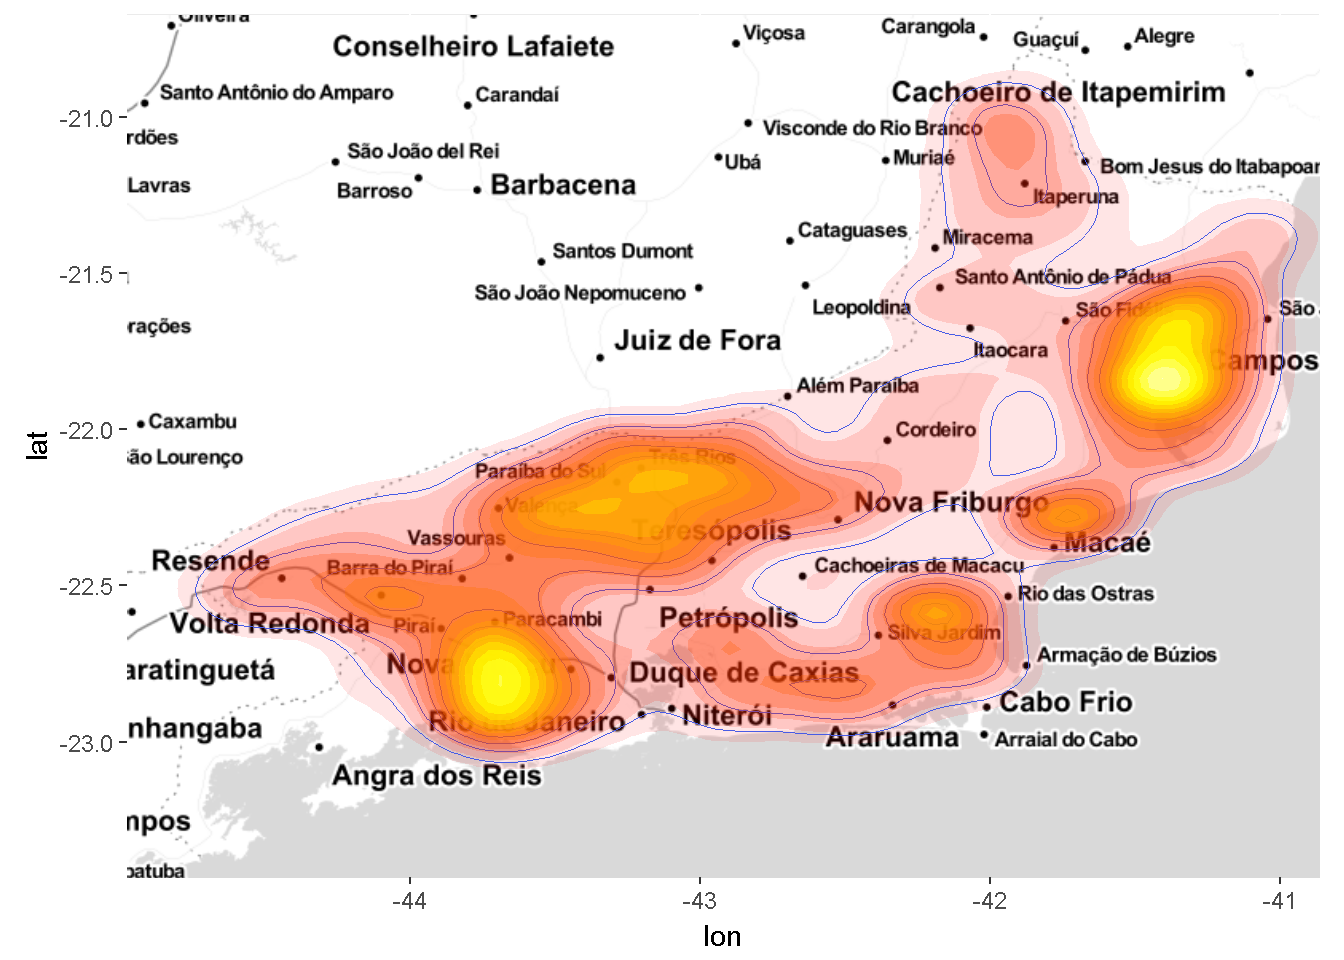 Oliveira
Conselheiro Lafaiete
Viçosa
Carangola
Guaçuí
Alegre
Santo Antônio do Amparo
Carandaí
Cachoeiro de Itapemirim
-21.0
rdões
Visconde do Rio Branco
São João del Rei
Ubá
Muriaé
Bom Jesus do Itabapoan
Lavras
Barroso
Barbacena
Itaperuna
Cataguases
Miracema
Santos Dumont
-21.5
Santo Antônio de Pádua
São João Nepomuceno
Leopoldina
São Fidélis
São J
orações
Juiz de Fora
Itaocara
Campos
Além Paraíba
Caxambu
-22.0
Cordeiro
São Lourenço
Paraíba do Sul
Três Rios
Valença
Nova Friburgo
Teresópolis
Vassouras
Macaé
Resende
Barra do Piraí
Cachoeiras de Macacu
-22.5
Rio das Ostras
Volta Redonda
Piraí
Paracambi
Petrópolis
Silva Jardim
Nova
u
Duque de Caxias
Armação de Búzios
aratinguetá
Cabo Frio
Rio de Janeiro
Niterói
nhangaba
-23.0
Araruama
Arraial do Cabo
Angra dos Reis
mpos
batuba
-44
-43
-42
-41
lon
lat